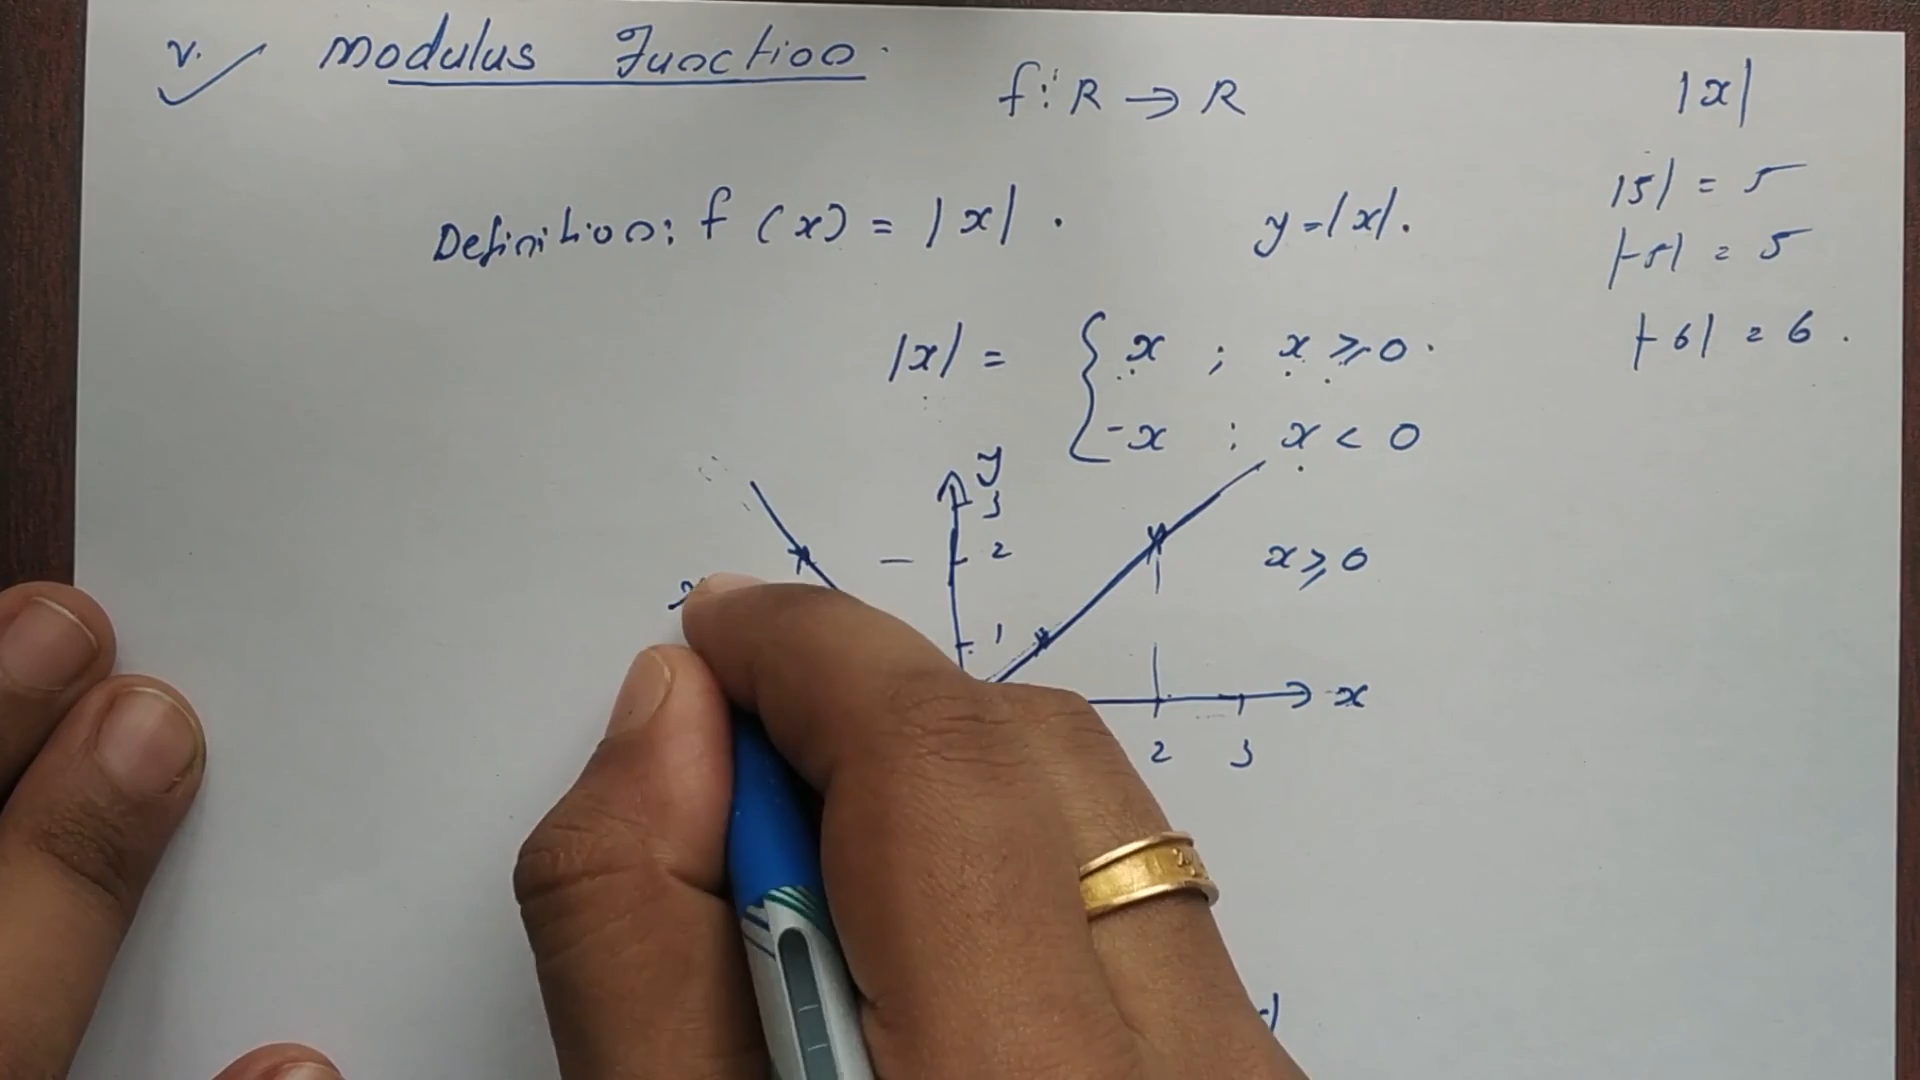 v. Modulus Function.
f: R → R
|x|
|5| = 5
Definition: f(x) = |x|. y = |x|.
|-5| = 5
|-6| = 6.
|x| = { x ; x ≥ 0.
-x : x < 0
y
3
2
x ≥ 0
1
x
2 3